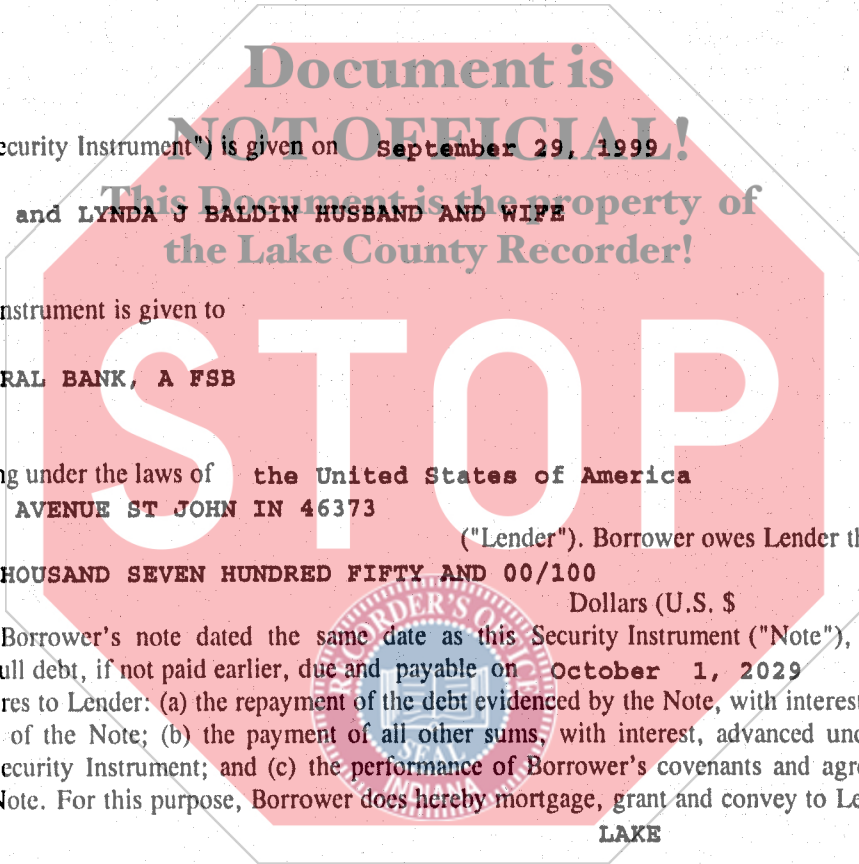 Document is
NOT OFFICIAL!
ecurity Instrument") is given on September 29, 1999
This Document is the property of
and LYNDA J BALDIN HUSBAND AND WIFE
the Lake County Recorder!
nstrument is given to
STOP
RAL BANK, A FSB
ng under the laws of the United States of America
AVENUE ST JOHN IN 46373
("Lender"). Borrower owes Lender th
HOUSAND SEVEN HUNDRED FIFTY AND 00/100
Dollars (U.S. $
RECORDER'S OFFICE
Borrower's note dated the same date as this Security Instrument ("Note"),
ull debt, if not paid earlier, due and payable on October 1, 2029
res to Lender: (a) the repayment of the debt evidenced by the Note, with interest
of the Note; (b) the payment of all other sums, with interest, advanced und
SEAL
ecurity Instrument; and (c) the performance of Borrower's covenants and agre
INDIANA
Note. For this purpose, Borrower does hereby mortgage, grant and convey to Le
LAKE